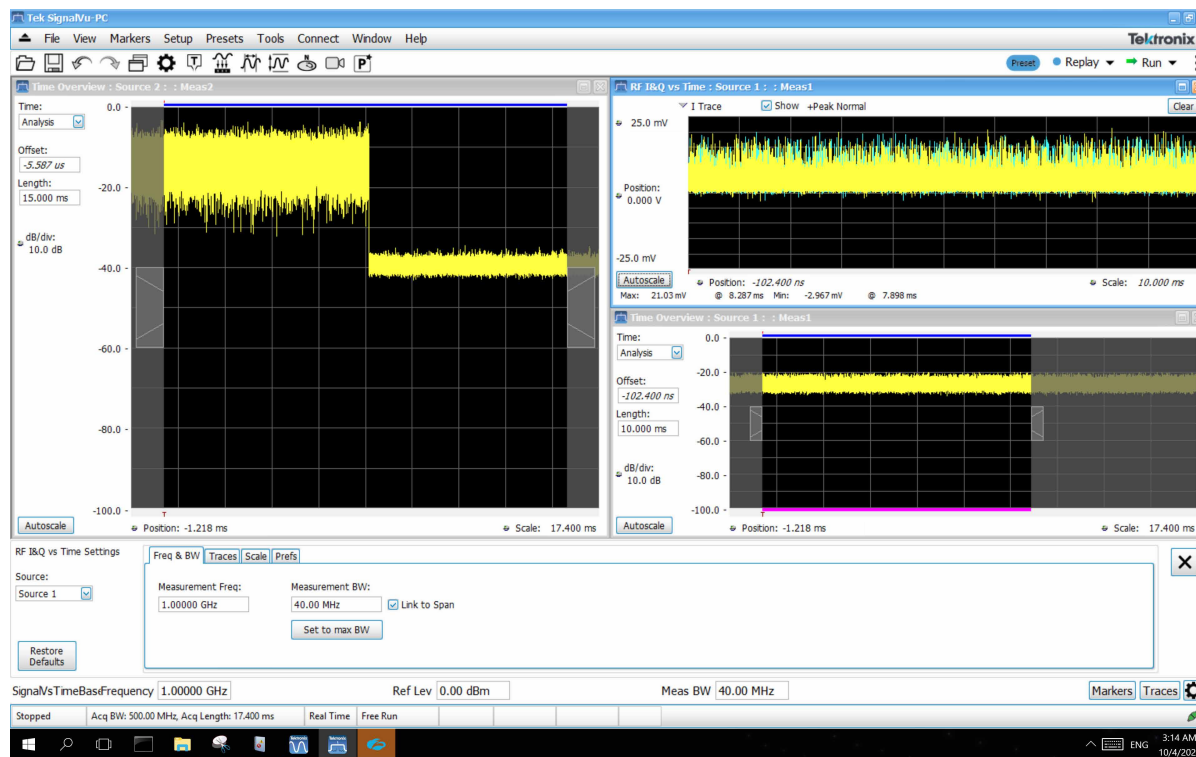 Tek SignalVu-PC
File View Markers Setup Presets Tools Connect Window Help
Tektronix
Preset Replay Run
Time Overview : Source 2 : : Meas2
Time:
Analysis
Offset:
-5.587 us
Length:
15.000 ms
dB/div:
10.0 dB
0.0
-20.0
-40.0
-60.0
-80.0
-100.0
Autoscale
Position: -1.218 ms
Scale: 17.400 ms
RF I&Q vs Time : Source 1 : : Meas1
I Trace Show +Peak Normal
Clear
25.0 mV
Position:
0.000 V
-25.0 mV
Autoscale
Position: -102.400 ns
Scale: 10.000 ms
Max: 21.03 mV @ 8.287 ms Min: -2.967 mV @ 7.898 ms
Time Overview : Source 1 : : Meas1
Time:
Analysis
Offset:
-102.400 ns
Length:
10.000 ms
dB/div:
10.0 dB
0.0
-20.0
-40.0
-60.0
-80.0
-100.0
Autoscale
Position: -1.218 ms
Scale: 17.400 ms
RF I&Q vs Time Settings
Source:
Source 1
Restore
Defaults
Freq & BW Traces Scale Prefs
Measurement Freq:
1.00000 GHz
Measurement BW:
40.00 MHz
Link to Span
Set to max BW
SignalVsTimeBaseFrequency 1.00000 GHz
Ref Lev 0.00 dBm
Meas BW 40.00 MHz
Markers Traces
Stopped Acq BW: 500.00 MHz, Acq Length: 17.400 ms Real Time Free Run
ENG
3:14 AM
10/4/202